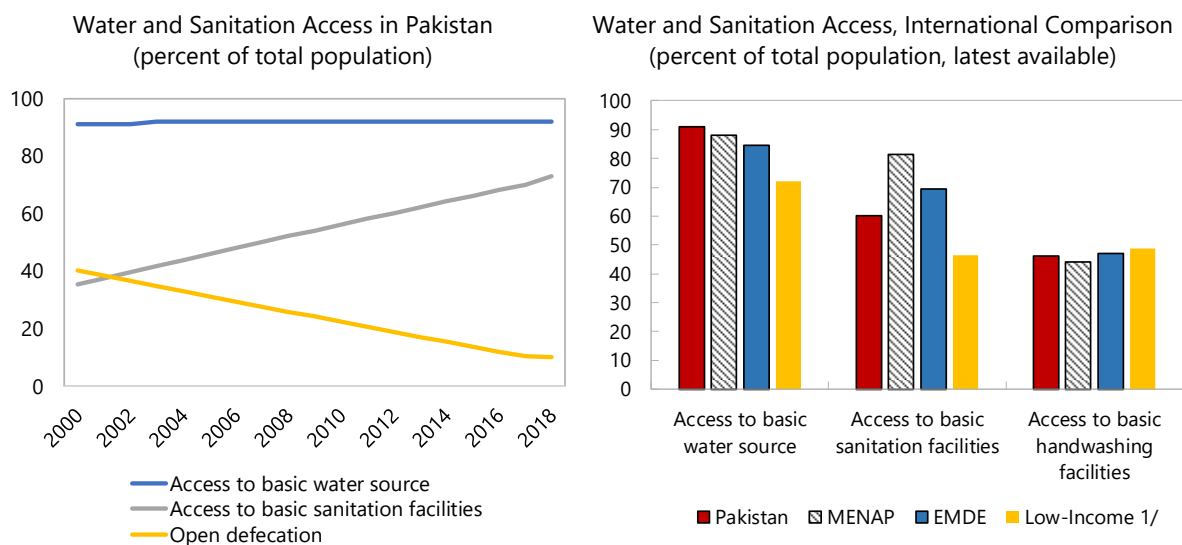 Water and Sanitation Access in Pakistan
(percent of total population)
100
80
60
40
20
0
2000
2002
2004
2006
2008
2010
2012
2014
2016
2018
Access to basic water source
Access to basic sanitation facilities
Open defecation
Water and Sanitation Access, International Comparison
(percent of total population, latest available)
100
90
80
70
60
50
40
30
20
10
0
Access to basic
water source
Access to basic
sanitation facilities
Access to basic
handwashing
facilities
Pakistan
MENAP
EMDE
Low-Income 1/